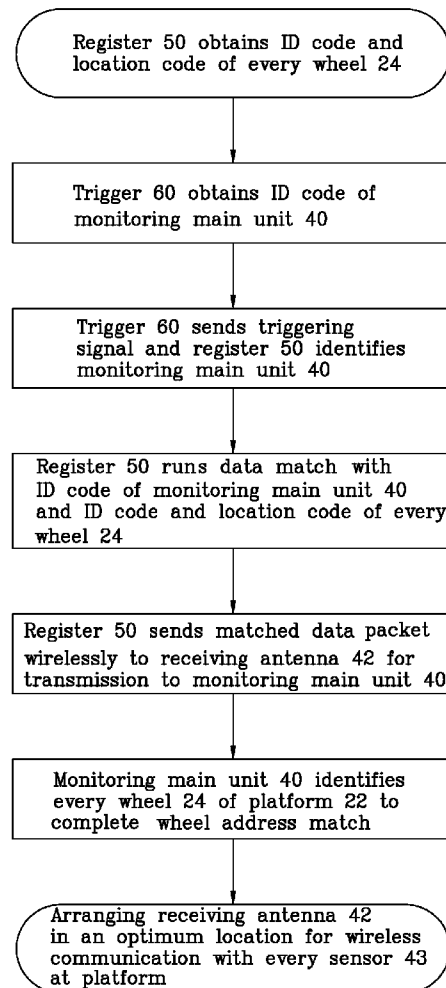 Register 50 obtains ID code and
location code of every wheel 24
Trigger 60 obtains ID code of
monitoring main unit 40
Trigger 60 sends triggering
signal and register 50 identifies
monitoring main unit 40
Register 50 runs data match with
ID code of monitoring main unit 40
and ID code and location code of every
wheel 24
Register 50 sends matched data packet
wirelessly to receiving antenna 42 for
transmission to monitoring main unit 40
Monitoring main unit 40 identifies
every wheel 24 of platform 22 to
complete wheel address match
Arranging receiving antenna 42
in an optimum location for wireless
communication with every sensor 43
at platform